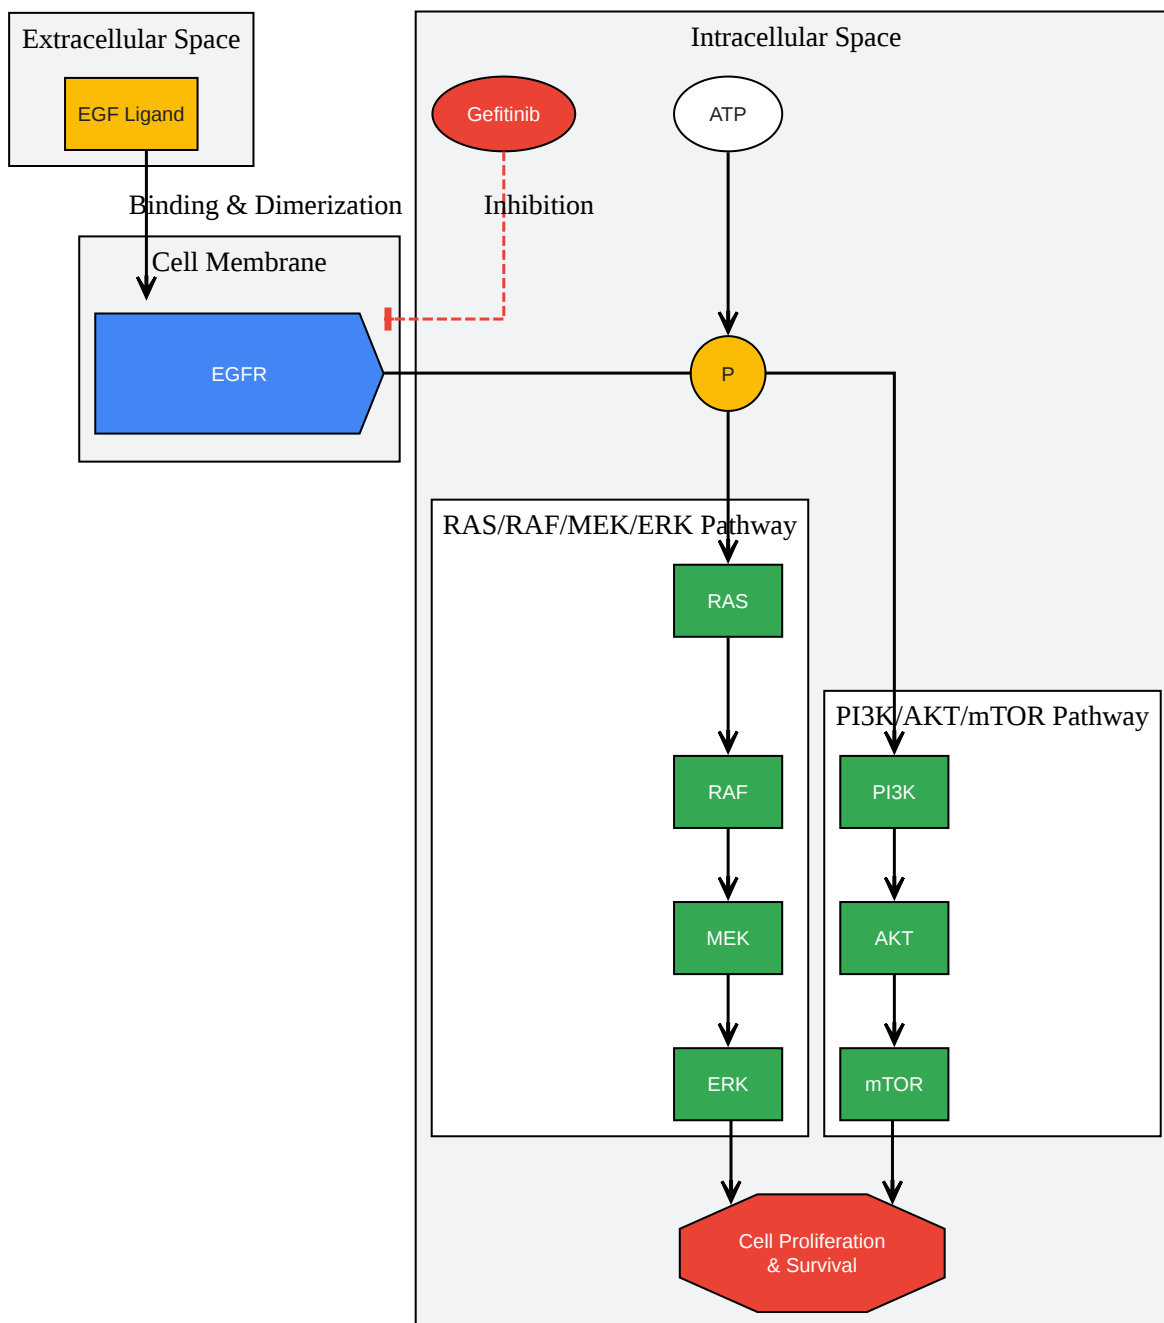 Extracellular Space
Intracellular Space
EGF Ligand
Gefitinib
ATP
Binding & Dimerization
Inhibition
Cell Membrane
EGFR
P
RAS/RAF/MEK/ERK Pathway
RAS
PI3K/AKT/mTOR Pathway
RAF
PI3K
MEK
AKT
ERK
mTOR
Cell Proliferation
& Survival